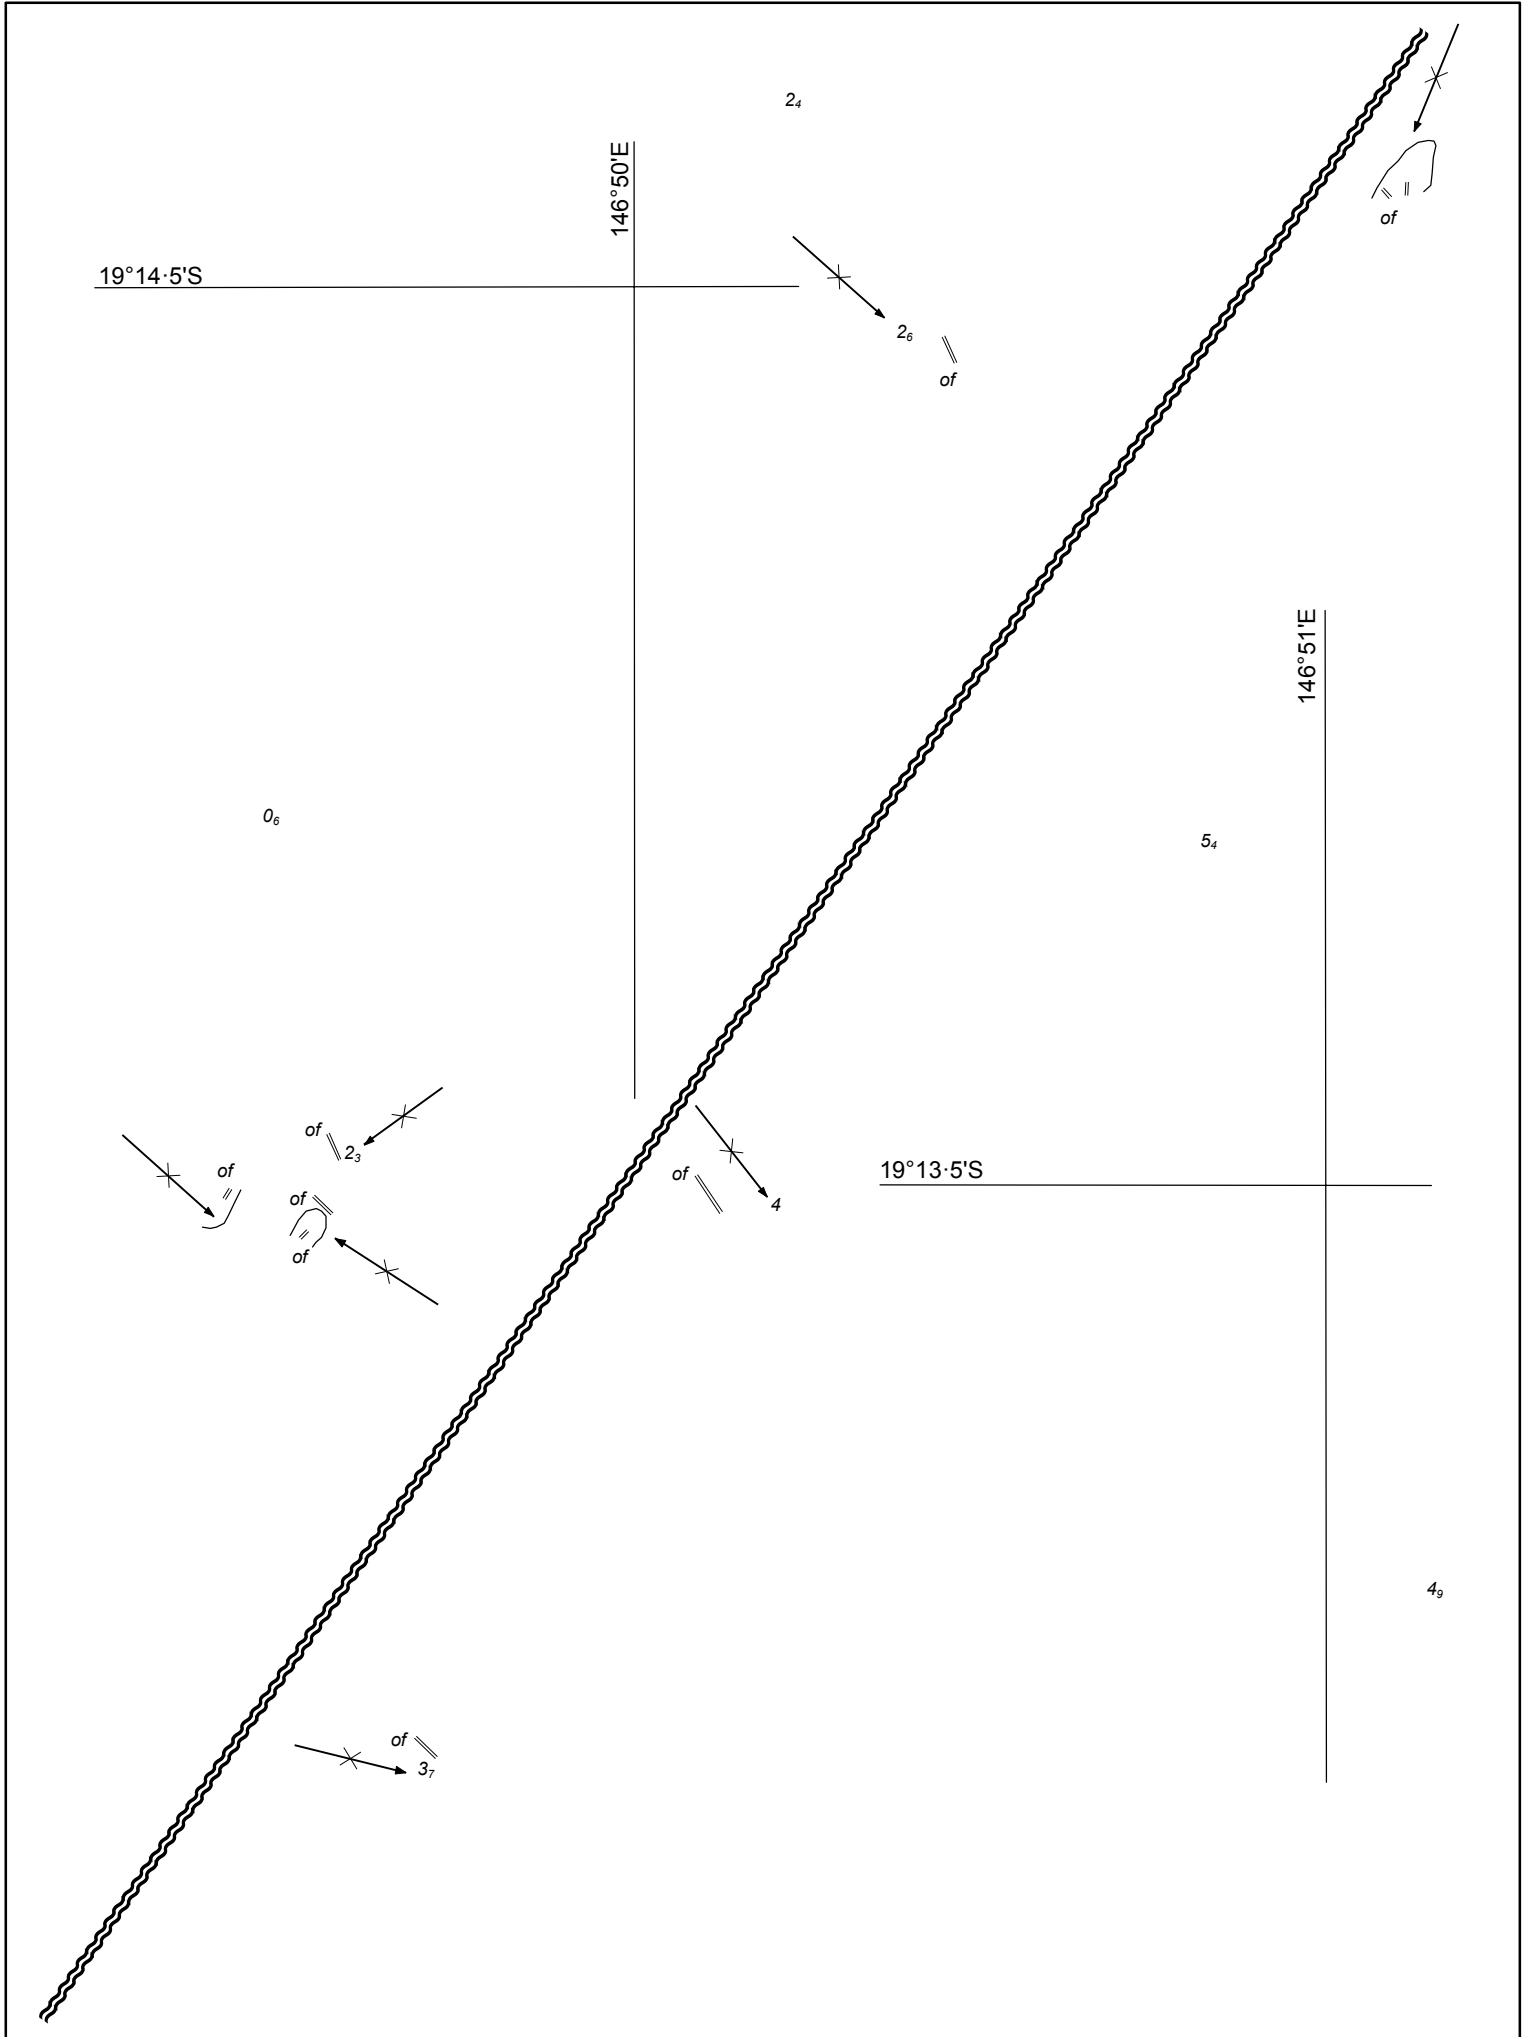 2₄
146°50'E
of
19°14·5'S
2₆
of
146°51'E
0₆
5₄
of
2₃
of
of
19°13·5'S
of
of
4
of
4₉
of
3₇